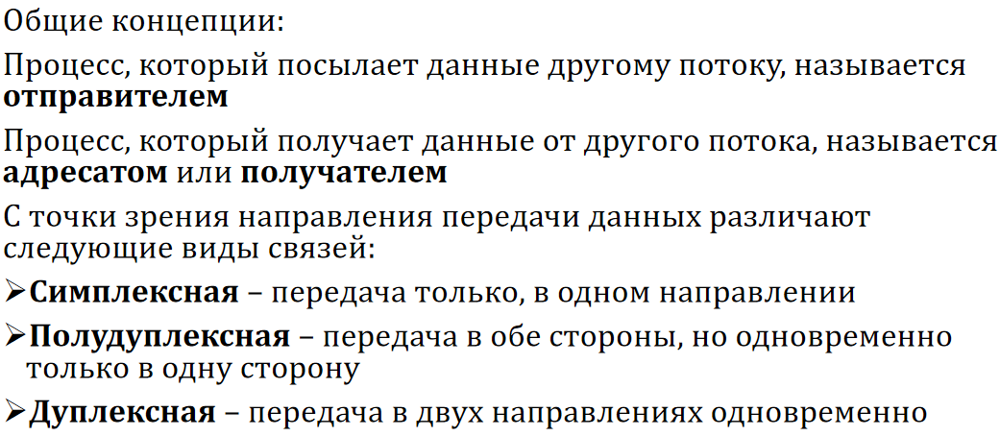 Общие концепции:
Процесс, который посылает данные другому потоку, называется
отправителем
Процесс, который получает данные от другого потока, называется
адресатом или получателем
С точки зрения направления передачи данных различают
следующие виды связей:
➢Симплексная – передача только, в одном направлении
➢Полудуплексная – передача в обе стороны, но одновременно
только в одну сторону
➢Дуплексная – передача в двух направлениях одновременно